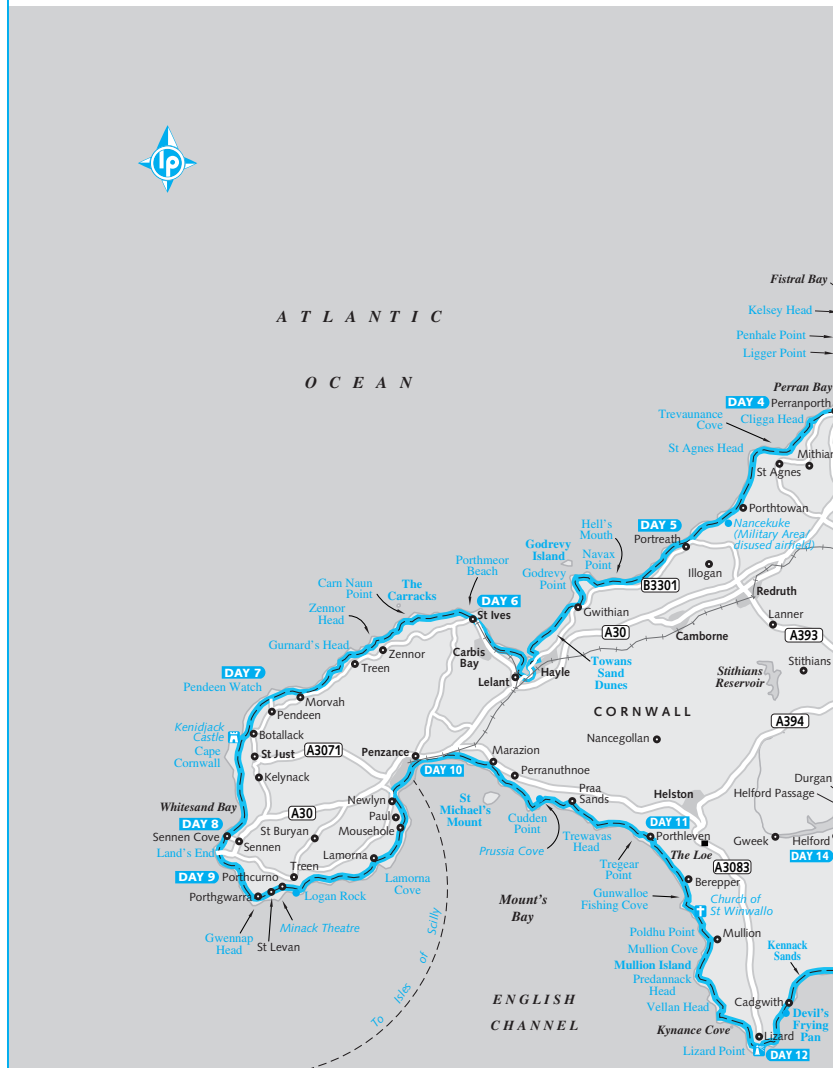 lp
Fistral Bay
Kelsey Head
ATLANTIC
Penhale Point
Ligger Point
OCEAN
Perran Bay
DAY 4
Perranporth
Trevaunance
Cove
Cligga Head
St Agnes Head
Mithian
St Agnes
Porthtowan
Hell's
Mouth
DAY 5
Portreath
Nancekuke
(Military Area/
disused airfield)
Godrevy
Island
Navax
Point
Godrevy
Point
Illogan
Porthmeor
Beach
The
Carracks
Carn Naun
Point
B3301
Redruth
DAY 6
St Ives
Zennor
Head
Gwithian
Lanner
A30
A393
Camborne
Gurnard's Head
Zennor
Carbis
Bay
Treen
Towans
Sand
Dunes
Stithians
Stithians
Reservoir
Hayle
Lelant
DAY 7
Pendeen Watch
Morvah
Pendeen
CORNWALL
A394
Kenidjack
Castle
Botallack
Nancegollan
Cape
Cornwall
St Just
A3071
Penzance
Marazion
DAY 10
Perranuthnoe
Kelynack
Durgan
Helford Passage
Praa
Sands
Helston
Whitesand Bay
Newlyn
A30
St
Michael's
Mount
Paul
Cudden
Point
DAY 11
DAY 8
Sennen Cove
St Buryan
Mousehole
Porthleven
Gweek
Helford
Sennen
Trewavas
Head
Prussia Cove
Land's End
Lamorna
The Loe
DAY 14
Treen
A3083
DAY 9
Porthcurno
Tregear
Point
Lamorna
Cove
Berepper
Porthgwarra
Logan Rock
Gunwalloe
Fishing Cove
Mount's
Bay
Church of
St Winwallo
Minack Theatre
Gwennap
Head
St Levan
Poldhu Point
Mullion
Mullion Cove
Kennack
Sands
Mullion Island
Predannack
Head
To Isles of Scilly
ENGLISH
CHANNEL
Vellan Head
Cadgwith
Devil's
Frying
Pan
Kynance Cove
Lizard
Lizard Point
DAY 12